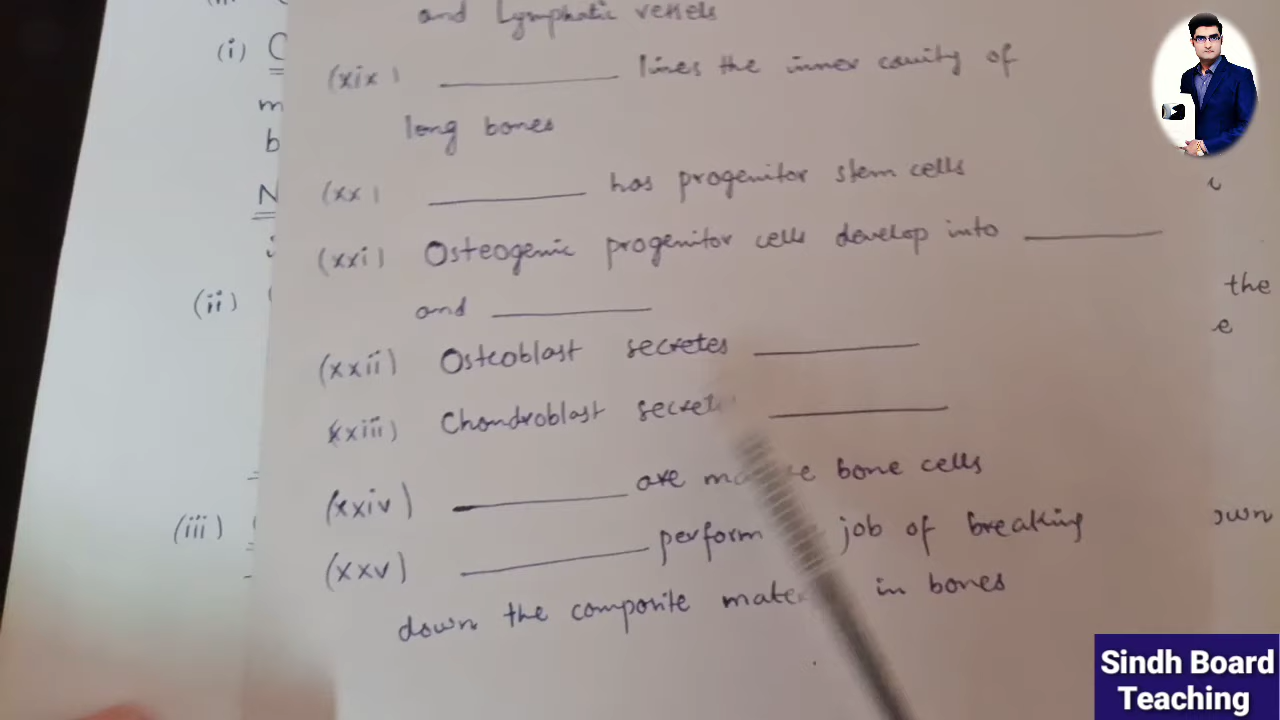 and Lymphatic vessels
(i)
(xix) ________ lines the inner cavity of
long bones
(xx) ________ has progenitor stem cells
(xxi) Osteogenic progenitor cells develop into ________
and ________
(ii)
the
(xxii) Osteoblast secretes ________
(xxiii) Chondroblast ________
(xxiv) ________ are bone cells
(iii)
(xxv) ________ perform job of breaking
down the composite in bones
Sindh Board
Teaching